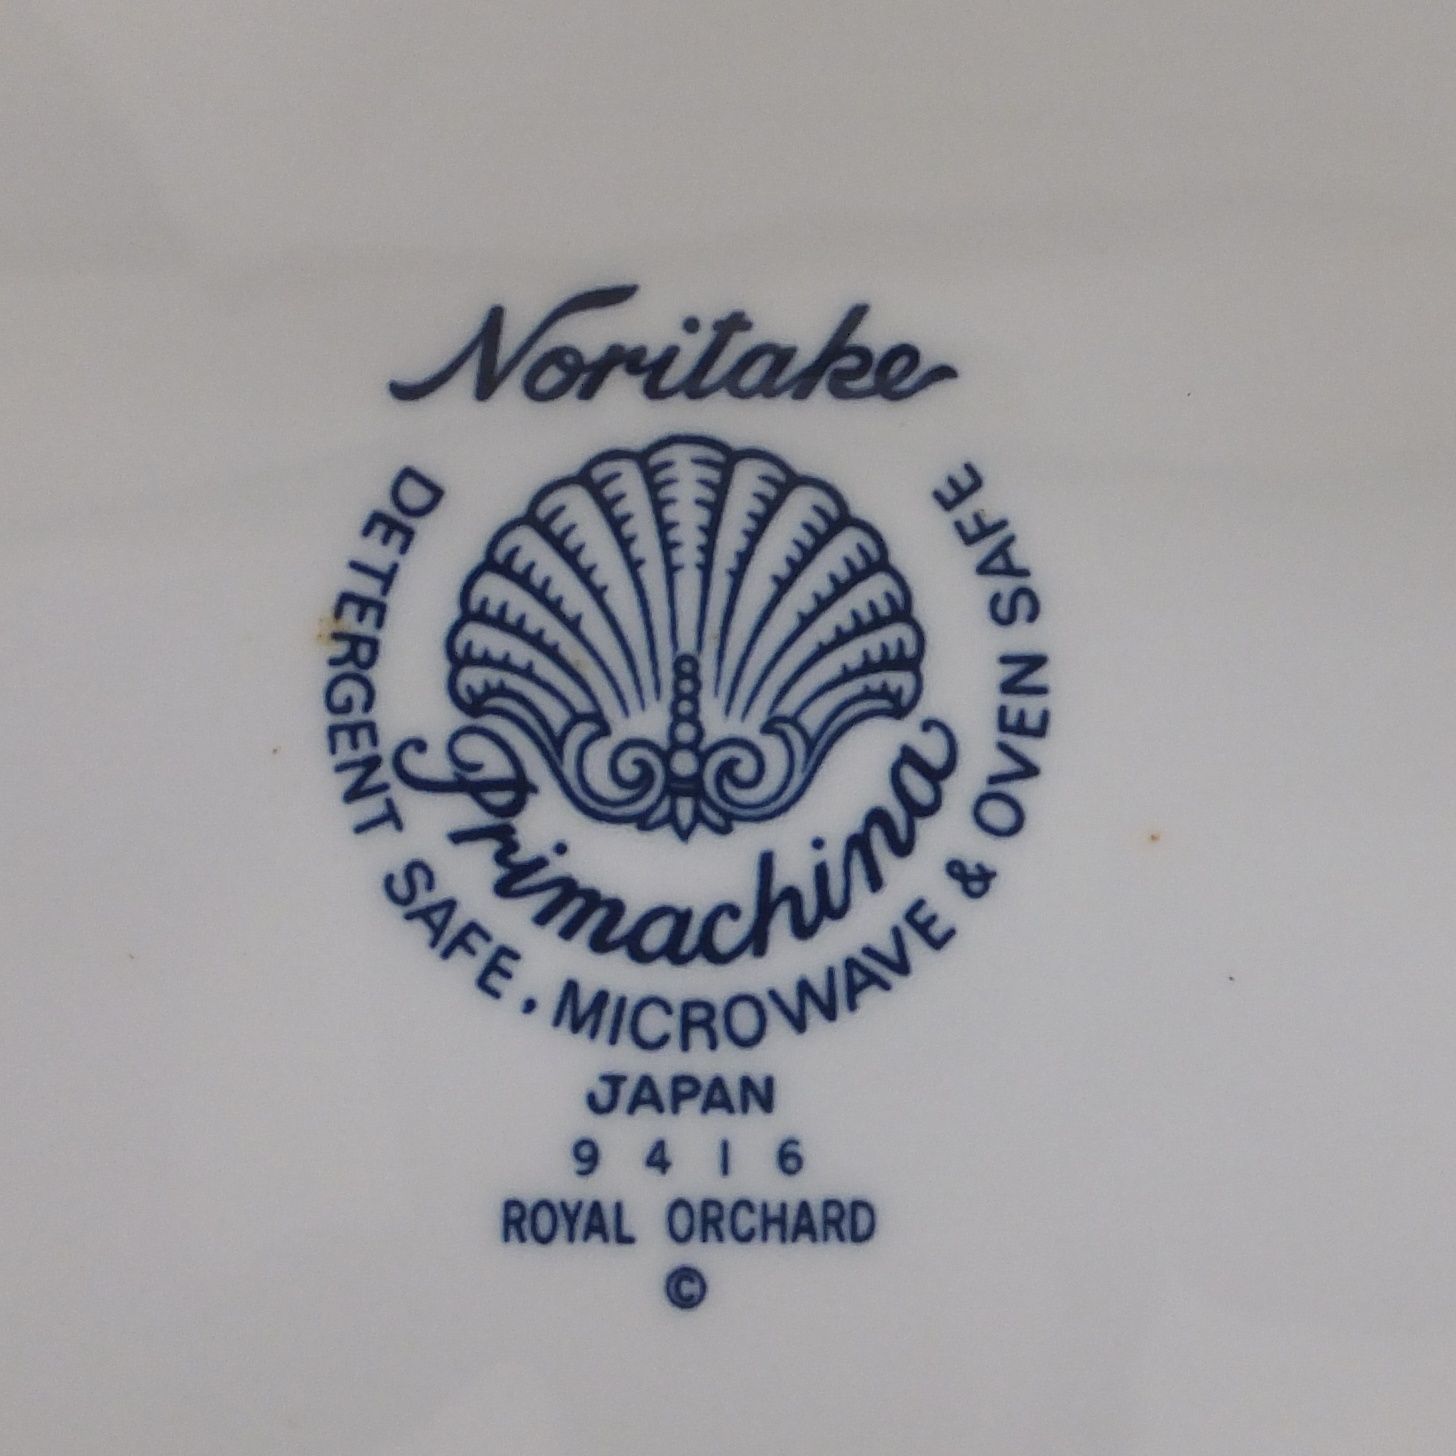 Noritake
Primachina
DETERGENT SAFE, MICROWAVE & OVEN SAFE
JAPAN
9416
ROYAL ORCHARD
©